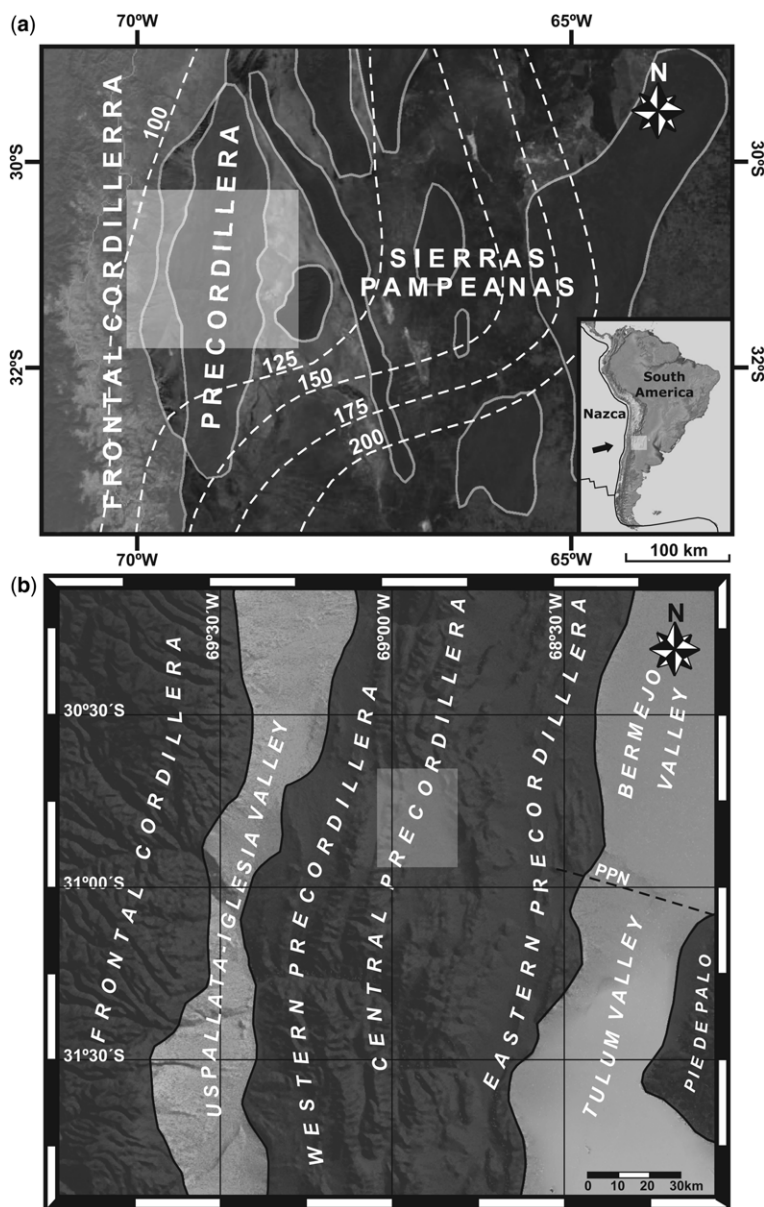 (a)
70ºW
65ºW
N
30ºS
30ºS
32ºS
32ºS
FRONTAL CORDILLERRA
100
PRECORDILLERA
SIERRAS
PAMPEANAS
125
150
175
200
South
America
Nazca
70ºW
65ºW
100 km
(b)
N
69º30´W
69º00´W
68º30´W
30º30´S
31º00´S
31º30´S
FRONTAL CORDILLERA
USPALLATA-IGLESIA VALLEY
WESTERN PRECORDILLERA
CENTRAL PRECORDILLERA
EASTERN PRECORDILLERA
BERMEJO
VALLEY
PPN
TULUM VALLEY
PIE DE PALO
0 10 20 30km